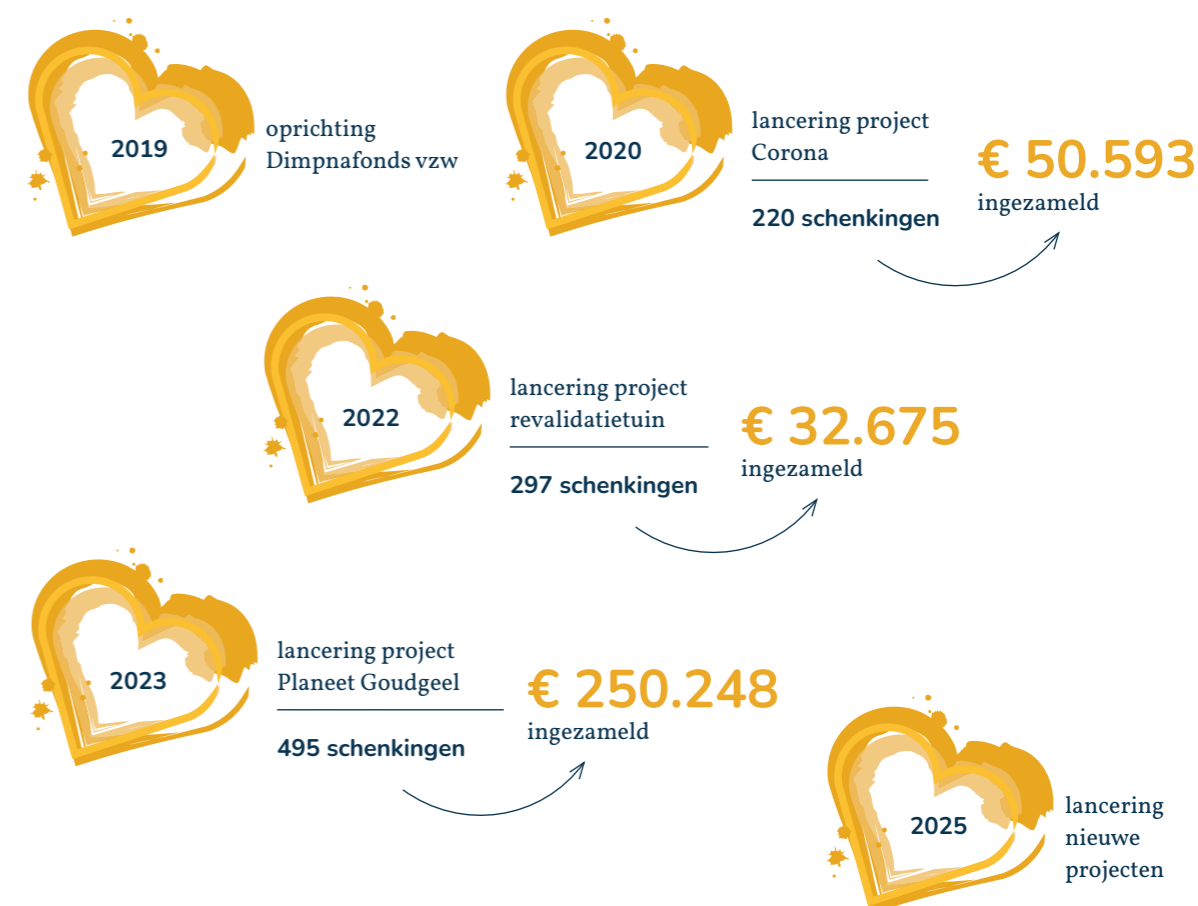 2019
oprichting
Dimpnafonds vzw
2020
lancering project
Corona
220 schenkingen
€ 50.593
ingezameld
2022
lancering project
revalidatietuin
297 schenkingen
€ 32.675
ingezameld
2023
lancering project
Planeet Goudgeel
495 schenkingen
€ 250.248
ingezameld
2025
lancering
nieuwe
projecten